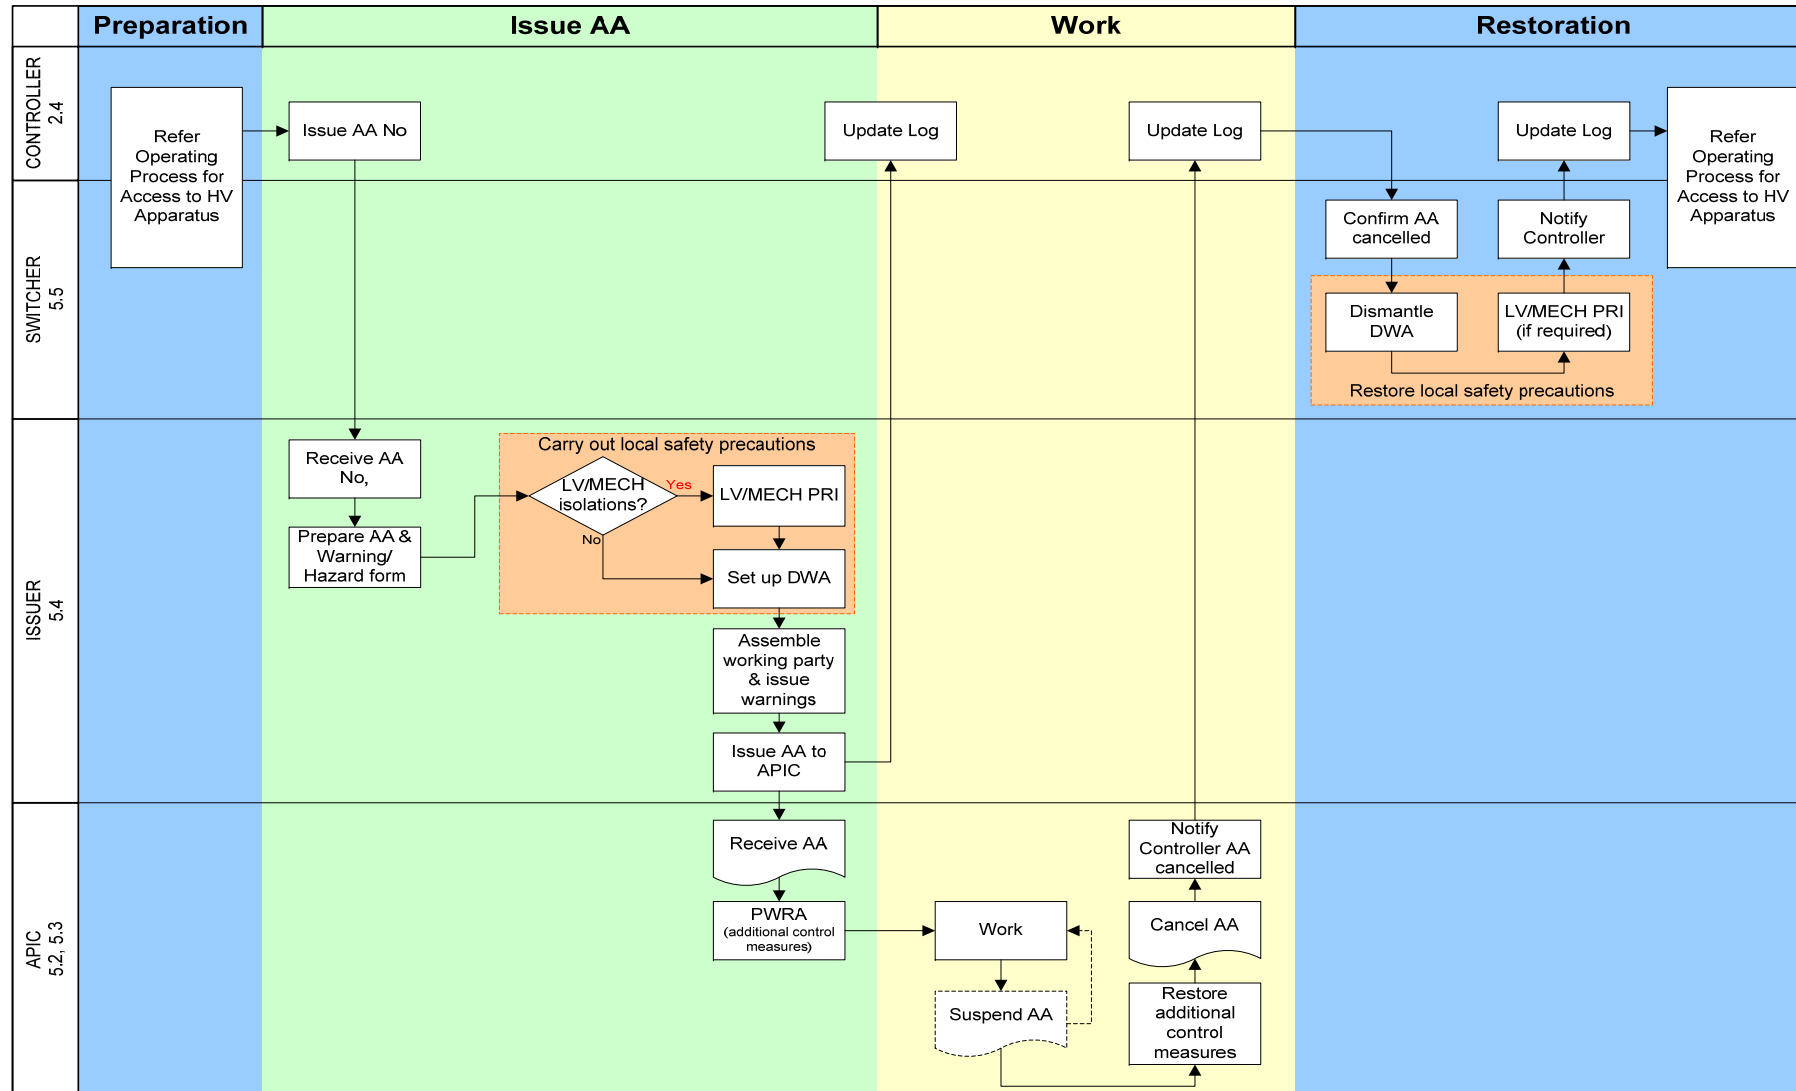 Preparation
Issue AA
Work
Restoration
CONTROLLER
2.4
Refer
Operating
Process for
Access to HV
Apparatus
Issue AA No
Update Log
Update Log
Update Log
Refer
Operating
Process for
Access to HV
Apparatus
SWITCHER
5.5
Confirm AA
cancelled
Notify
Controller
Dismantle
DWA
LV/MECH PRI
(if required)
Restore local safety precautions
ISSUER
5.4
Receive AA
No,
Prepare AA &
Warning/
Hazard form
Carry out local safety precautions
LV/MECH
isolations?
Yes
No
LV/MECH PRI
Set up DWA
Assemble
working party
& issue
warnings
Issue AA to
APIC
APIC
5.2, 5.3
Receive AA
PWRA
(additional control
measures)
Work
Suspend AA
Notify
Controller AA
cancelled
Cancel AA
Restore
additional
control
measures